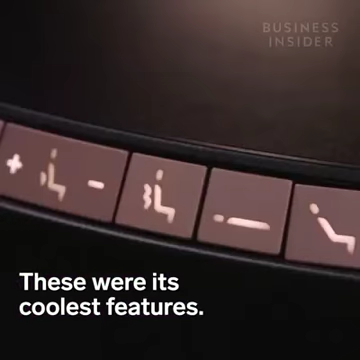 BUSINESS
INSIDER
+
-
These were its
coolest features.